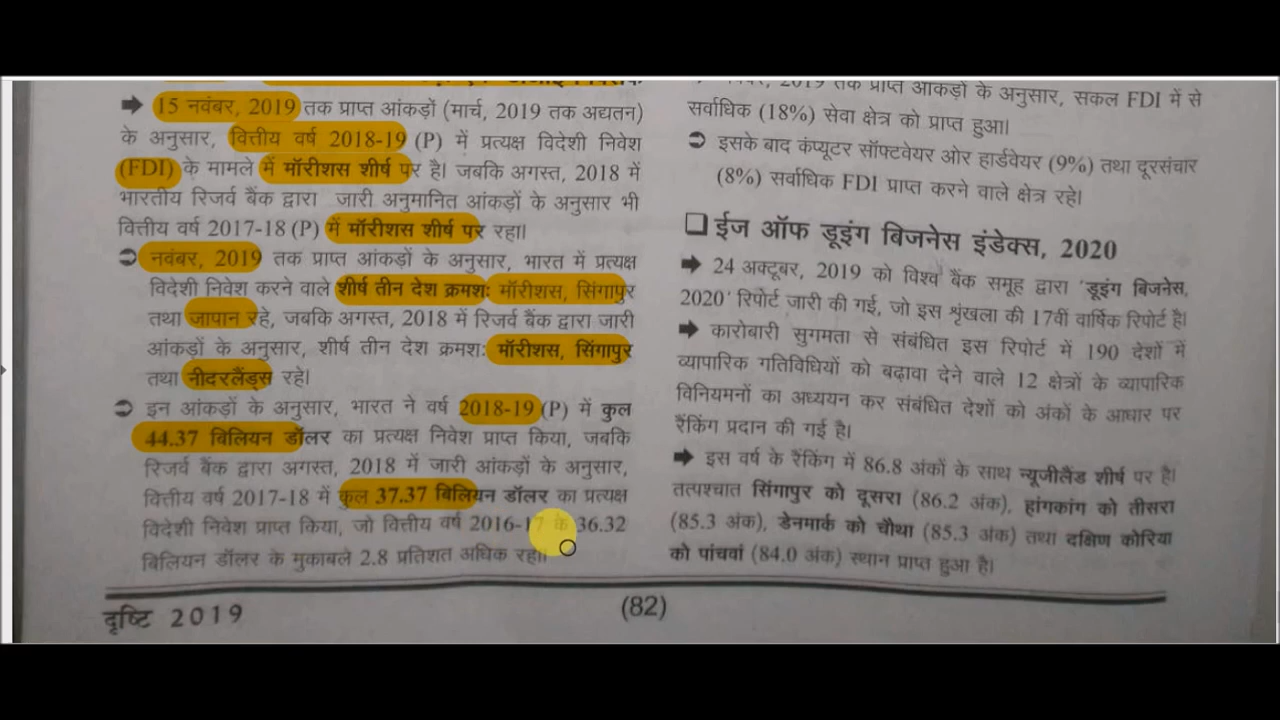 ➡ 15 नवंबर, 2019 तक प्राप्त आंकड़ों (मार्च, 2019 तक अद्यतन)
के अनुसार, वित्तीय वर्ष 2018-19 (P) में प्रत्यक्ष विदेशी निवेश
(FDI) के मामले में मॉरीशस शीर्ष पर है। जबकि अगस्त, 2018 में
भारतीय रिजर्व बैंक द्वारा जारी अनुमानित आंकड़ों के अनुसार भी
वित्तीय वर्ष 2017-18 (P) में मॉरीशस शीर्ष पर रहा।
➲ नवंबर, 2019 तक प्राप्त आंकड़ों के अनुसार, भारत में प्रत्यक्ष
विदेशी निवेश करने वाले शीर्ष तीन देश क्रमश: मॉरीशस, सिंगापुर
तथा जापान रहे, जबकि अगस्त, 2018 में रिजर्व बैंक द्वारा जारी
आंकड़ों के अनुसार, शीर्ष तीन देश क्रमश: मॉरीशस, सिंगापुर
तथा नीदरलैंड्स रहे।
➲ इन आंकड़ों के अनुसार, भारत ने वर्ष 2018-19 (P) में कुल
44.37 बिलियन डॉलर का प्रत्यक्ष निवेश प्राप्त किया, जबकि
रिजर्व बैंक द्वारा अगस्त, 2018 में जारी आंकड़ों के अनुसार,
वित्तीय वर्ष 2017-18 में कुल 37.37 बिलियन डॉलर का प्रत्यक्ष
विदेशी निवेश प्राप्त किया, जो वित्तीय वर्ष 2016-17 के 36.32
बिलियन डॉलर के मुकाबले 2.8 प्रतिशत अधिक रहा।
2019 तक प्राप्त आंकड़ों के अनुसार, सकल FDI में से
सर्वाधिक (18%) सेवा क्षेत्र को प्राप्त हुआ।
➲ इसके बाद कंप्यूटर सॉफ्टवेयर ओर हार्डवेयर (9%) तथा दूरसंचार
(8%) सर्वाधिक FDI प्राप्त करने वाले क्षेत्र रहे।
❑ ईज ऑफ डूइंग बिजनेस इंडेक्स, 2020
➡ 24 अक्टूबर, 2019 को विश्व बैंक समूह द्वारा 'डूइंग बिजनेस,
2020' रिपोर्ट जारी की गई, जो इस श्रृंखला की 17वीं वार्षिक रिपोर्ट है।
➡ कारोबारी सुगमता से संबंधित इस रिपोर्ट में 190 देशों में
व्यापारिक गतिविधियों को बढ़ावा देने वाले 12 क्षेत्रों के व्यापारिक
विनियमनों का अध्ययन कर संबंधित देशों को अंकों के आधार पर
रैंकिंग प्रदान की गई है।
➡ इस वर्ष के रैंकिंग में 86.8 अंकों के साथ न्यूजीलैंड शीर्ष पर है।
तत्पश्चात सिंगापुर को दूसरा (86.2 अंक), हांगकांग को तीसरा
(85.3 अंक), डेनमार्क को चौथा (85.3 अंक) तथा दक्षिण कोरिया
को पांचवां (84.0 अंक) स्थान प्राप्त हुआ है।
दृष्टि 2019
(82)